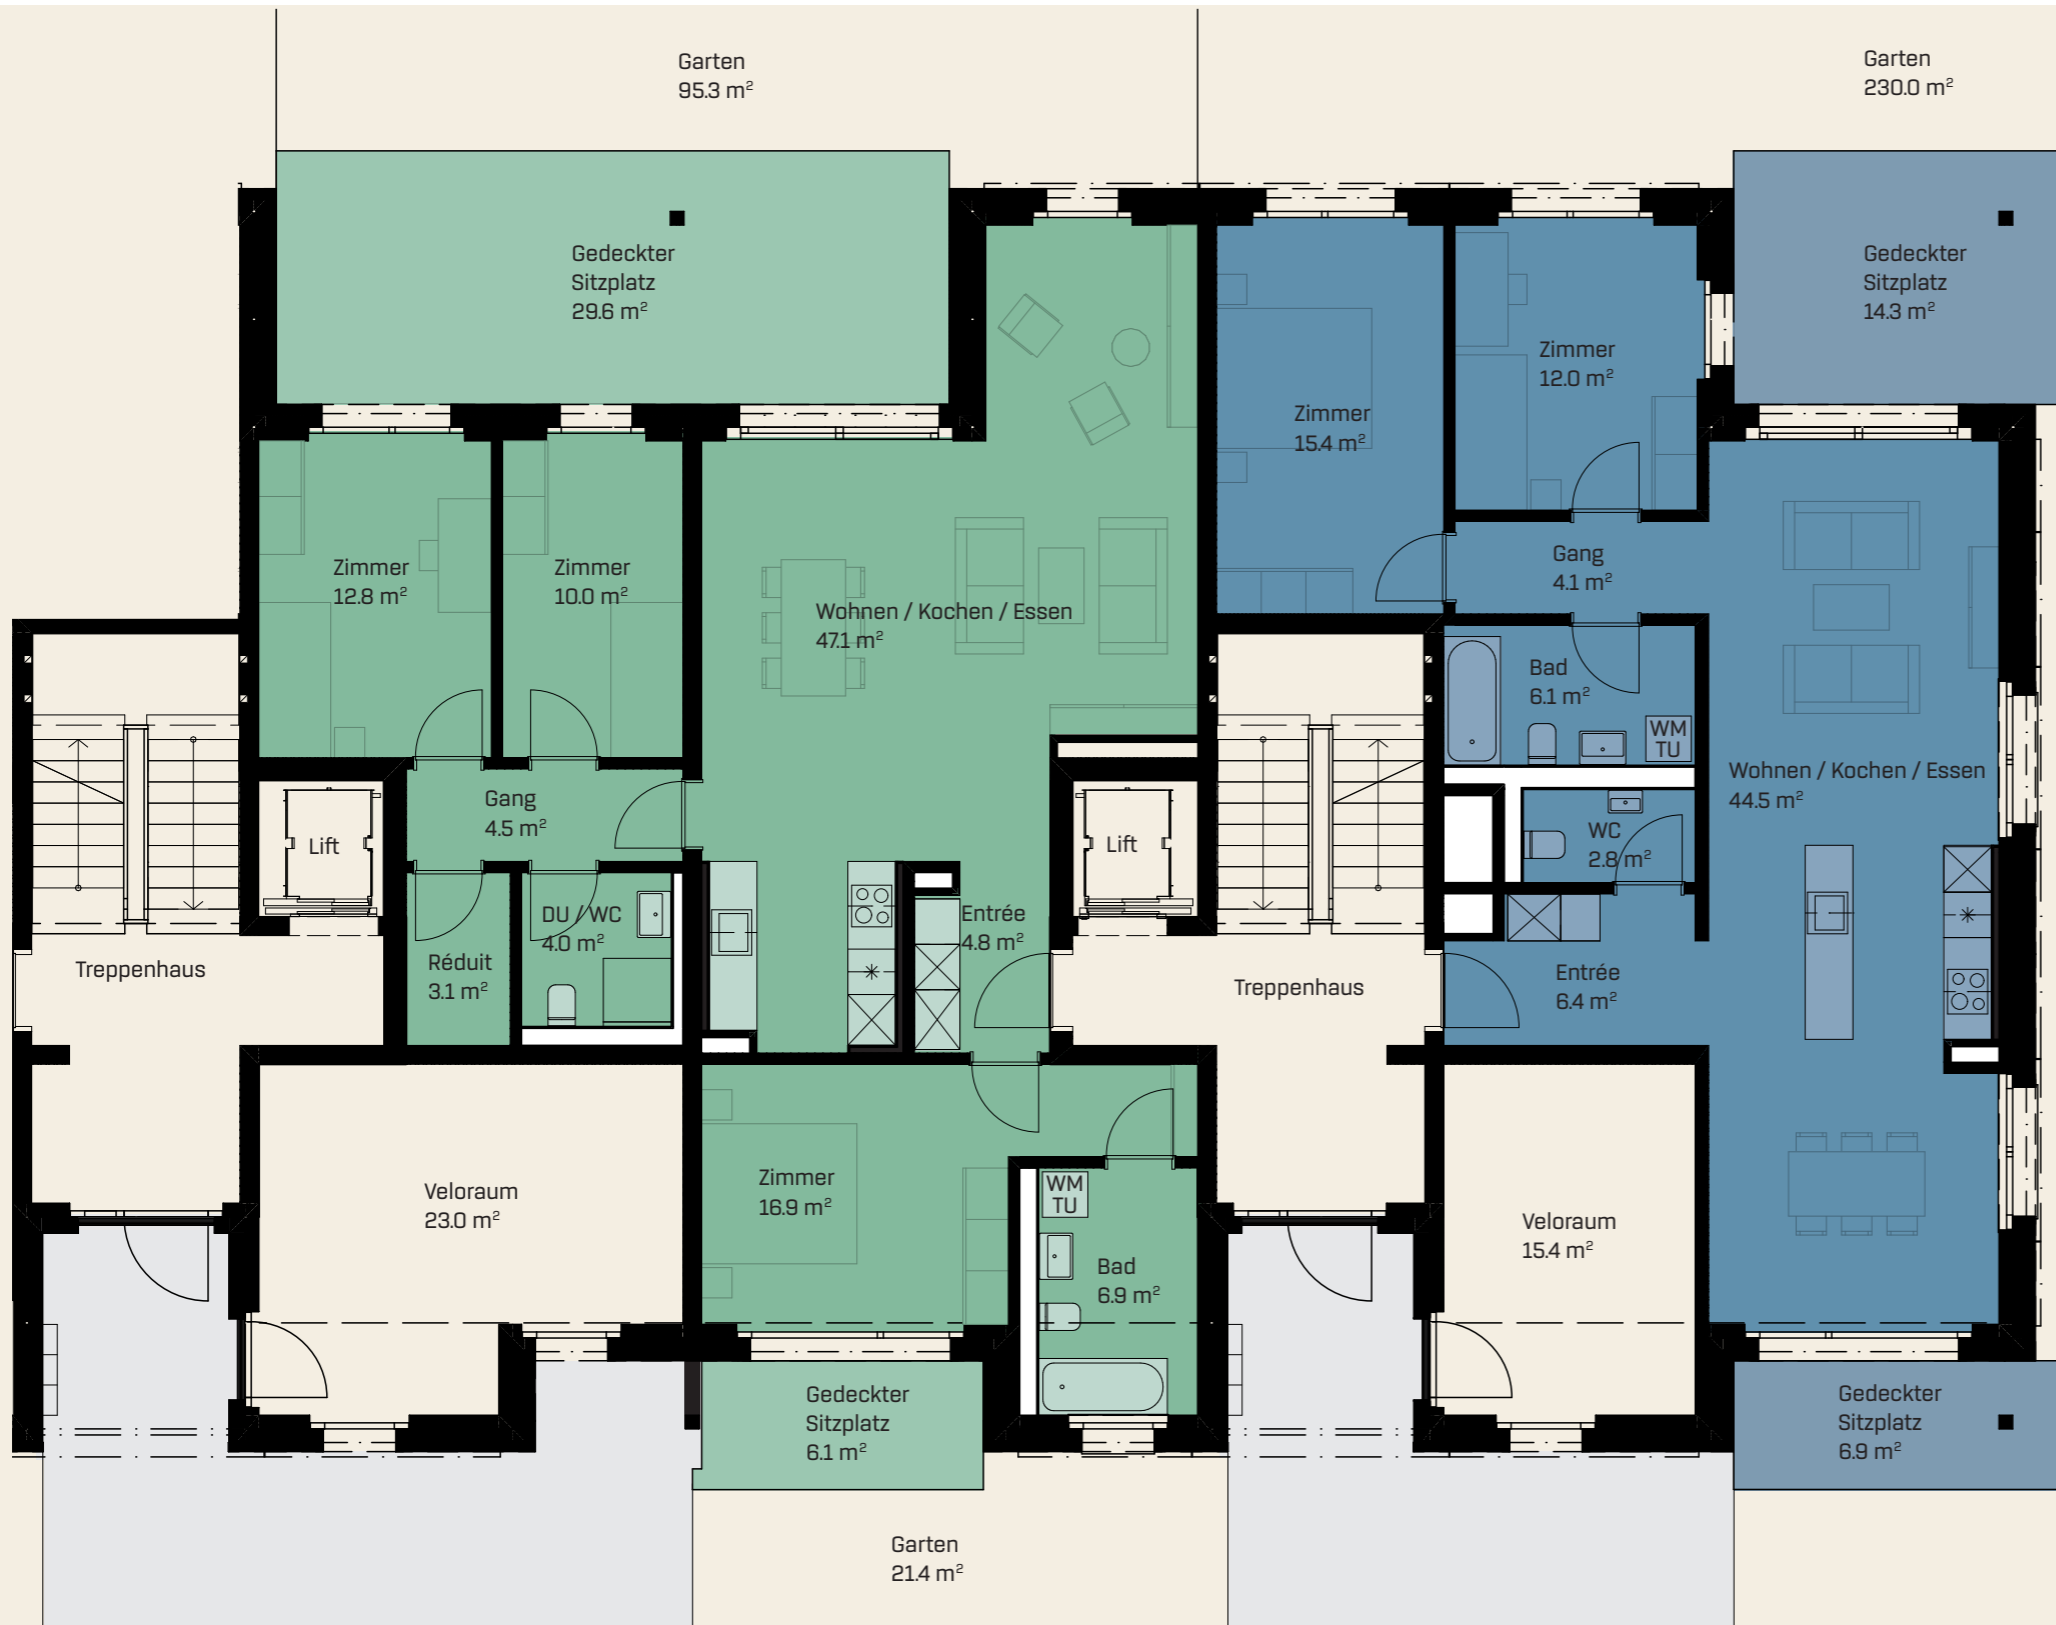 Garten
95.3 m²
Garten
230.0 m²
Gedeckter
Sitzplatz
29.6 m²
Gedeckter
Sitzplatz
14.3 m²
Zimmer
12.0 m²
Zimmer
15.4 m²
Zimmer
12.8 m²
Zimmer
10.0 m²
Wohnen / Kochen / Essen
47.1 m²
Gang
4.1 m²
Bad
6.1 m²
WM
TU
Wohnen / Kochen / Essen
44.5 m²
Gang
4.5 m²
Lift
Lift
WC
2.8 m²
DU / WC
4.0 m²
Entrée
4.8 m²
Réduit
3.1 m²
Treppenhaus
Treppenhaus
Entrée
6.4 m²
Zimmer
16.9 m²
WM
TU
Veloraum
23.0 m²
Veloraum
15.4 m²
Bad
6.9 m²
Gedeckter
Sitzplatz
6.1 m²
Gedeckter
Sitzplatz
6.9 m²
Garten
21.4 m²